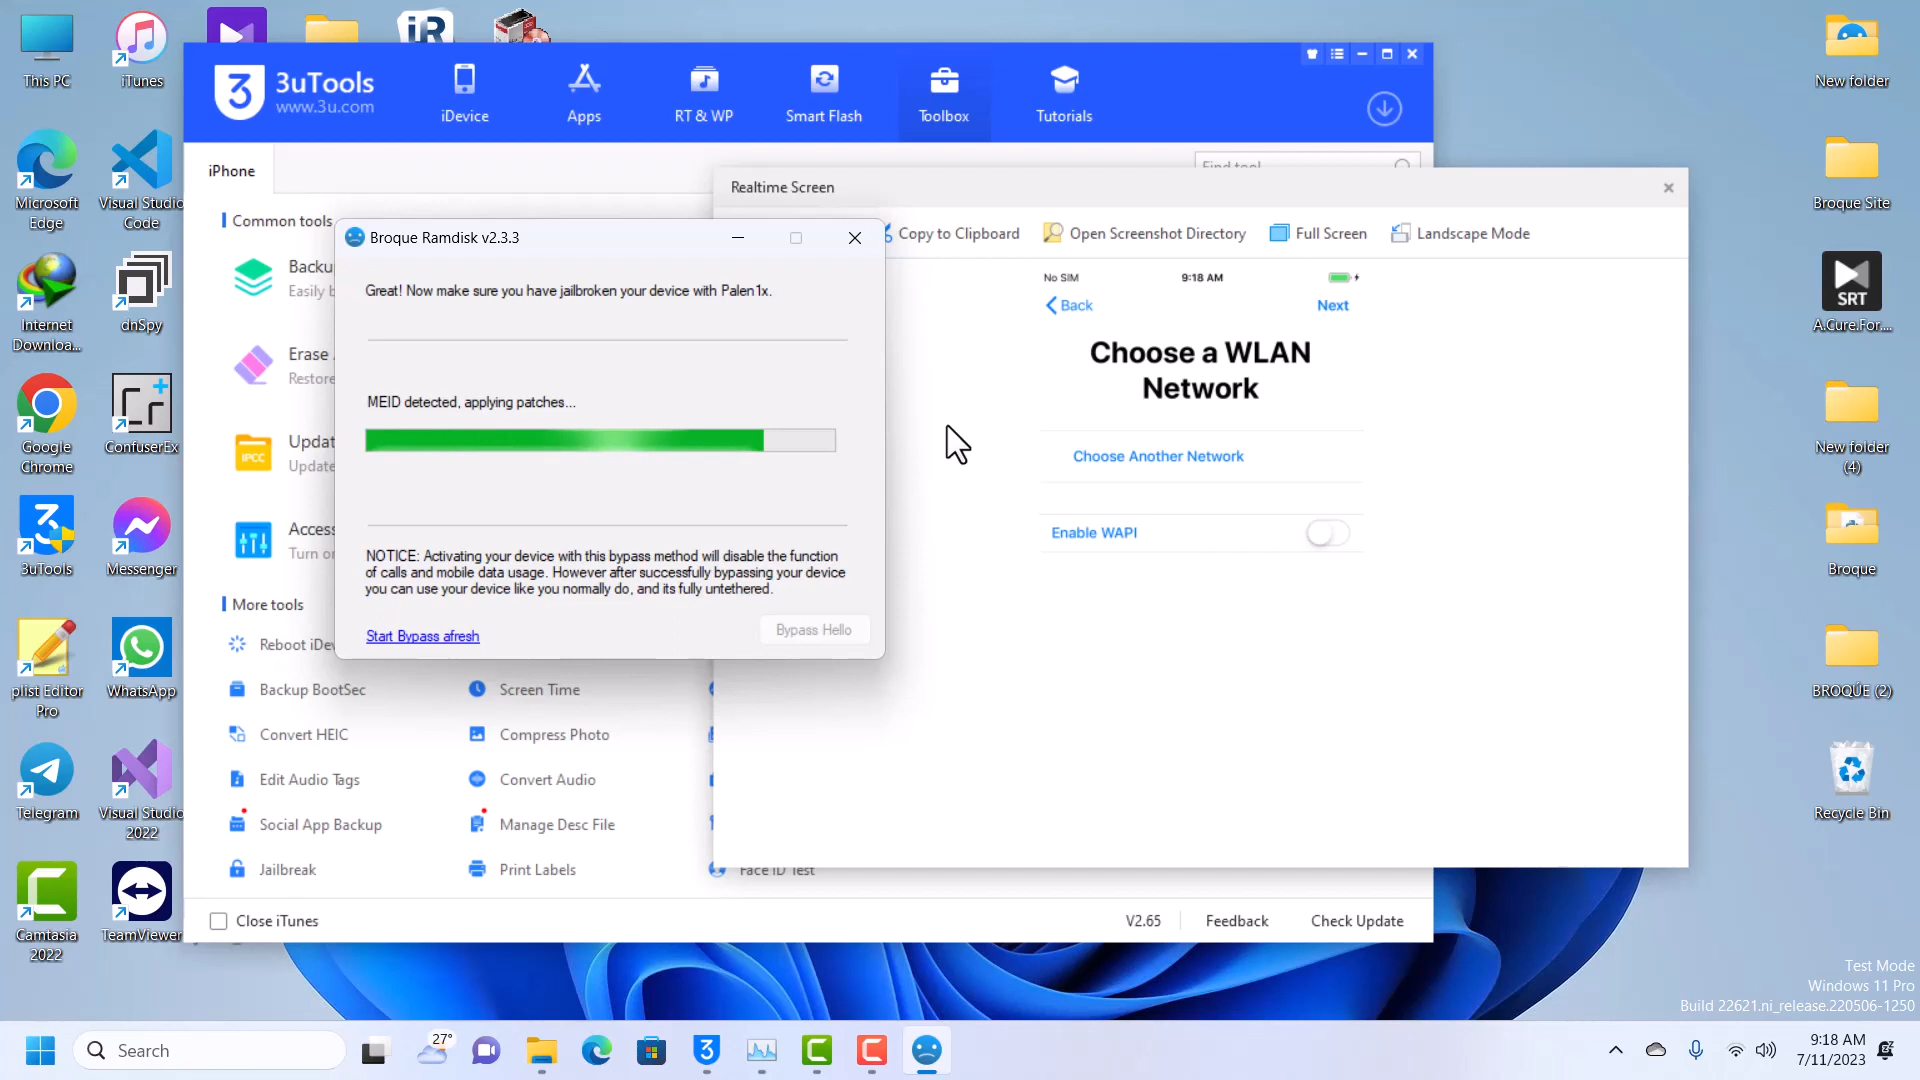 This PC
iTunes
iR
Microsoft
Edge
Visual Studio
Code
Internet
Downloa...
dnSpy
Google
Chrome
ConfuserEx
3uTools
Messenger
plist Editor
Pro
WhatsApp
Telegram
Visual Studio
2022
Camtasia
2022
TeamViewer
3uTools
www.3u.com
iDevice
Apps
RT & WP
Smart Flash
Toolbox
Tutorials
iPhone
Find tool
Common tools
Backu
Easily b
Erase
Restore
IPCC
Updat
Update
Access
Turn or
More tools
Reboot iDev
Backup BootSec
Screen Time
Convert HEIC
Compress Photo
Edit Audio Tags
Convert Audio
Social App Backup
Manage Desc File
Jailbreak
Print Labels
Face ID Test
Close iTunes
V2.65
Feedback
Check Update
Broque Ramdisk v2.3.3
Great! Now make sure you have jailbroken your device with Palen1x.
MEID detected, applying patches...
NOTICE: Activating your device with this bypass method will disable the function
of calls and mobile data usage. However after successfully bypassing your device
you can use your device like you normally do, and its fully untethered.
Start Bypass afresh
Bypass Hello
Realtime Screen
Copy to Clipboard
Open Screenshot Directory
Full Screen
Landscape Mode
No SIM
9:18 AM
Back
Next
Choose a WLAN
Network
Choose Another Network
Enable WAPI
New folder
Broque Site
SRT
A.Cure.For....
New folder
(4)
Broque
BROQUE (2)
Recycle Bin
Test Mode
Windows 11 Pro
Build 22621.ni_release.220506-1250
Search
27°
9:18 AM
7/11/2023